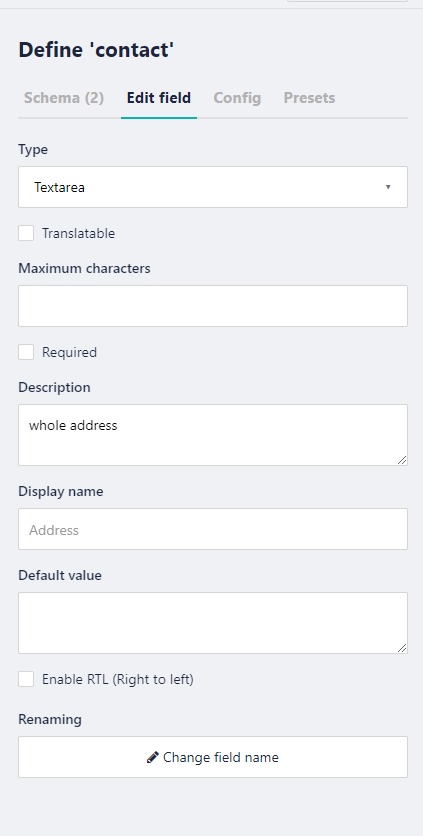 Define 'contact'
Schema (2) Edit field Config Presets
Type
Textarea
Translatable
Maximum characters
Required
Description
whole address
Display name
Address
Default value
Enable RTL (Right to left)
Renaming
Change field name